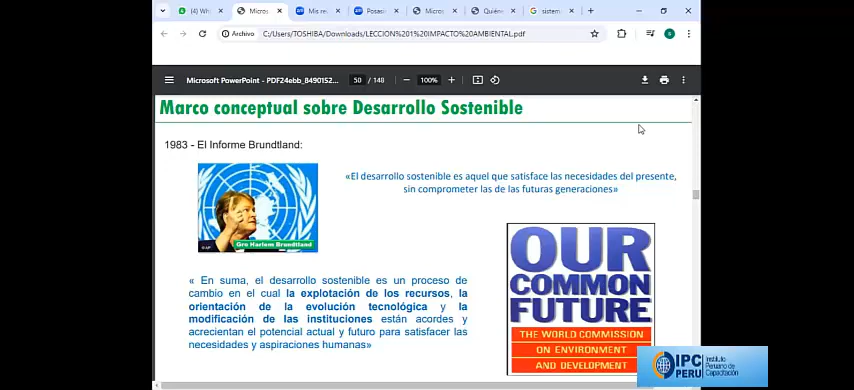 (4) Wh
Micros
Mis re
Posasi
Micros
Quién
sistem
Archivo
C:/Users/TOSHIBA/Downloads/LECCION%201%20IMPACTO%20AMBIENTAL.pdf
Microsoft PowerPoint - PDF24ebb_8490152...
50 / 148
100%
Marco conceptual sobre Desarrollo Sostenible
1983 - El Informe Brundtland:
Gro Harlem Brundtland
«El desarrollo sostenible es aquel que satisface las necesidades del presente,
sin comprometer las de las futuras generaciones»
« En suma, el desarrollo sostenible es un proceso de
cambio en el cual la explotación de los recursos, la
orientación de la evolución tecnológica y la
modificación de las instituciones están acordes y
acrecientan el potencial actual y futuro para satisfacer las
necesidades y aspiraciones humanas»
OUR
COMMON
FUTURE
THE WORLD COMMISSION
ON ENVIRONMENT
AND DEVELOPMENT
IPC
PERU
Instituto
Peruano de
Capacitación